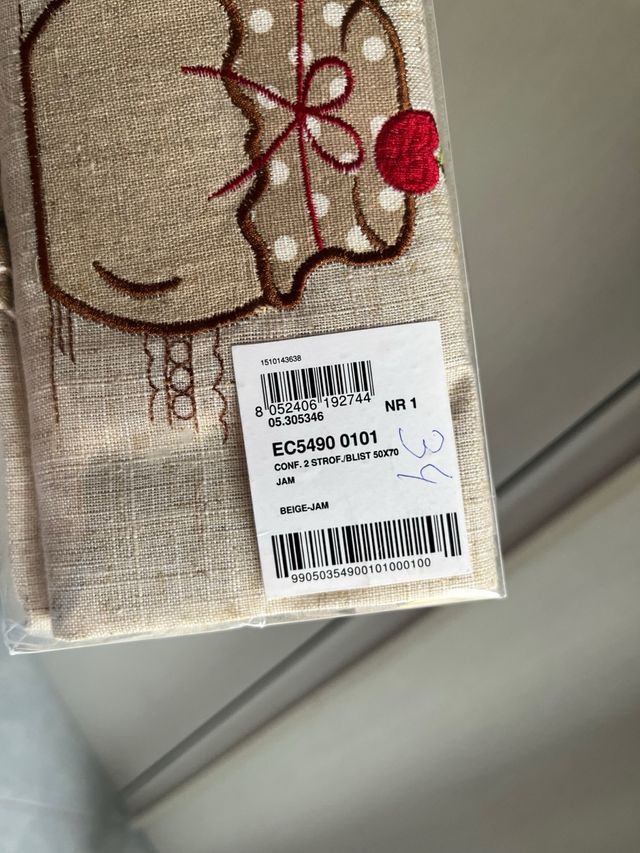 1510143638
8 052406 192744
05.305346
NR 1
EC5490 0101
CONF. 2 STROF./BLIST 50X70
JAM
34
BEIGE-JAM
99050354900101000100